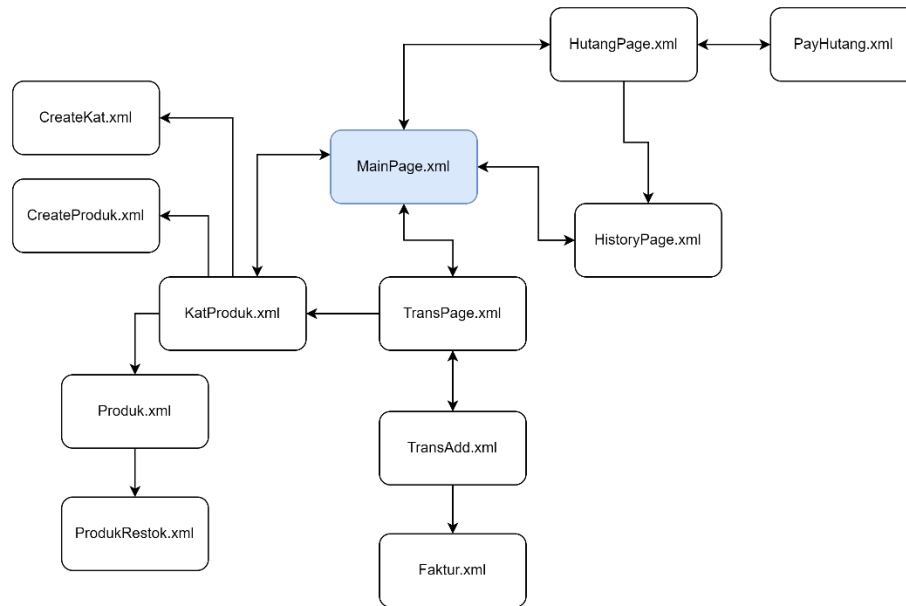 HutangPage.xml
PayHutang.xml
CreateKat.xml
MainPage.xml
CreateProduk.xml
HistoryPage.xml
KatProduk.xml
TransPage.xml
Produk.xml
TransAdd.xml
ProdukRestok.xml
Faktur.xml